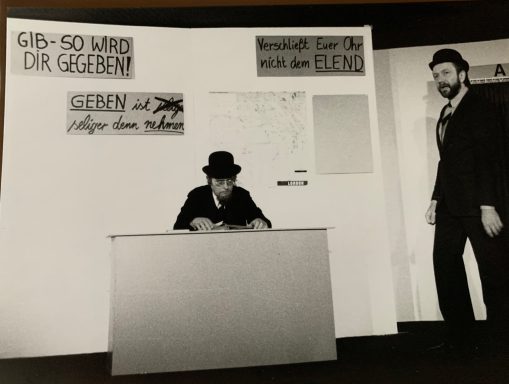 GIB-SO WIRD
DIR GEGEBEN!
Verschließt Euer Ohr
nicht dem ELEND
GEBEN ist
seliger denn nehmen
LONDON
A